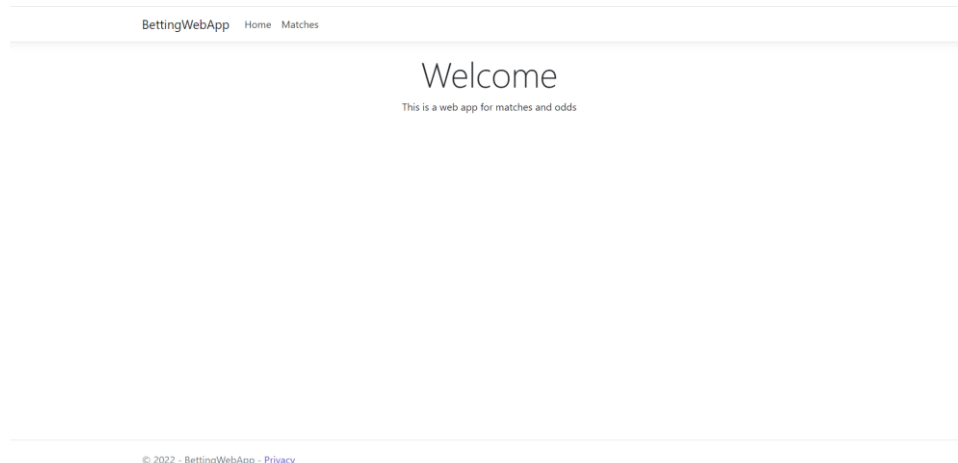 BettingWebApp Home Matches
Welcome
This is a web app for matches and odds
© 2022 - BettingWebApp - Privacy